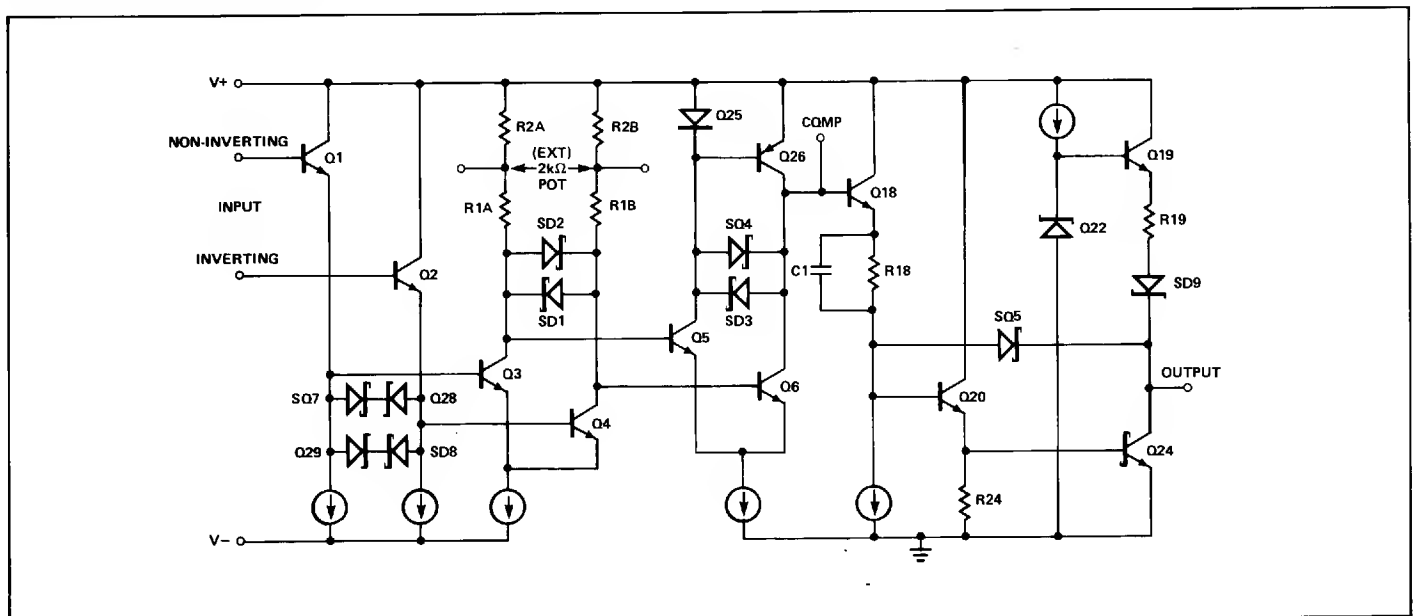 V+
NON-INVERTING
INPUT
INVERTING
V−
Q1
Q2
SQ7
Q28
Q29
SD8
R2A
R2B
(EXT)
2kΩ
POT
R1A
R1B
SD2
SD1
Q3
Q4
Q25
Q26
COMP
SQ4
SD3
Q5
Q6
Q18
C1
R18
SQ5
Q20
R24
Q22
Q19
R19
SD9
OUTPUT
Q24